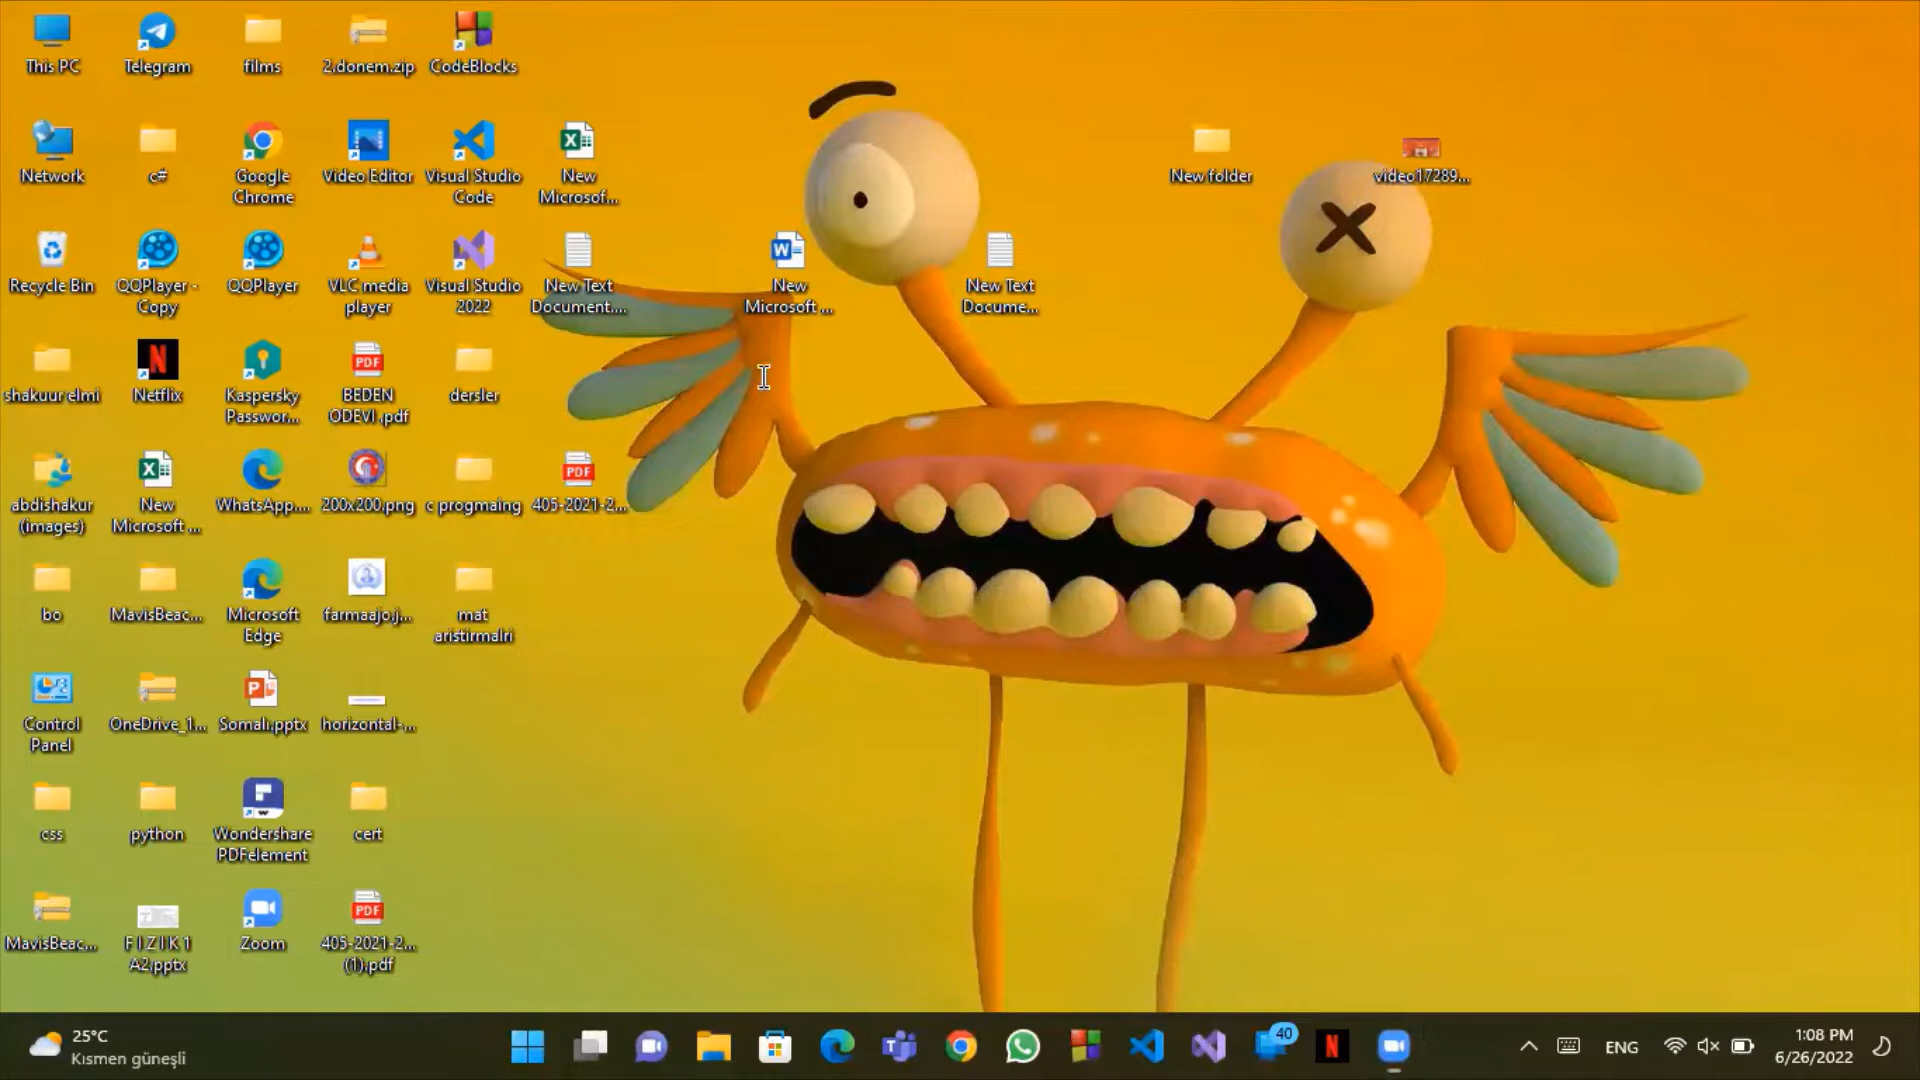 This PC
Telegram
films
2.donem.zip
CodeBlocks
Network
c#
Google
Chrome
Video Editor
Visual Studio
Code
New
Microsof...
New folder
video17289...
Recycle Bin
QQPlayer -
Copy
QQPlayer
VLC media
player
Visual Studio
2022
New Text
Document....
New
Microsoft ...
New Text
Docume...
shakuur elmi
Netflix
Kaspersky
Passwor...
BEDEN
ODEVİ .pdf
dersler
abdishakur
(images)
New
Microsoft ...
WhatsApp....
200x200.png
c progmaing
405-2021-2...
bo
MavisBeac...
Microsoft
Edge
farmaajo.j...
mat
aristirmalri
Control
Panel
OneDrive_1...
Somalı.pptx
horizontal-...
css
python
Wondershare
PDFelement
cert
MavisBeac...
F I Z I K 1
A2.pptx
Zoom
405-2021-2...
(1).pdf
25°C
Kısmen güneşli
40
ENG
1:08 PM
6/26/2022